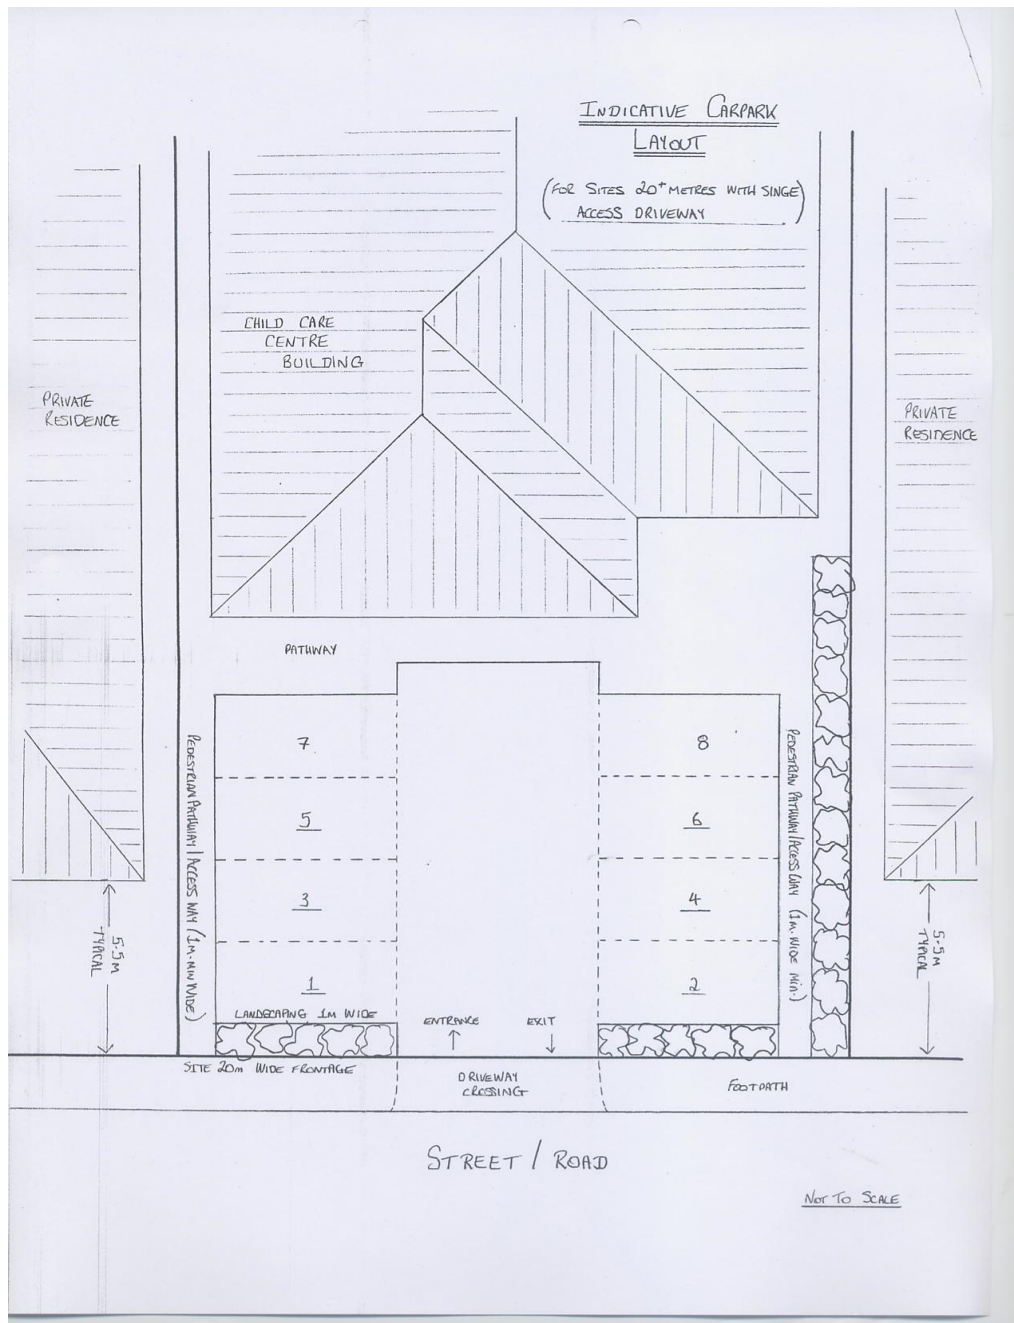 INDICATIVE CARPARK
LAYOUT
(FOR SITES 20+ METRES WITH SINGE
ACCESS DRIVEWAY)
CHILD CARE
CENTRE
BUILDING
PRIVATE
RESIDENCE
PRIVATE
RESIDENCE
PATHWAY
7
8
5
6
3
4
1
2
PEDESTRIAN PATHWAY/ACCESS WAY (1M. MIN WIDE)
PEDESTRIAN PATHWAY/ACCESSWAY (1M. WIDE MIN.)
5.5M
TYPICAL
5.5M
TYPICAL
LANDSCAPING 1M WIDE
ENTRANCE
EXIT
SITE 20m WIDE FRONTAGE
DRIVEWAY
CROSSING
FOOTPATH
STREET / ROAD
NOT TO SCALE